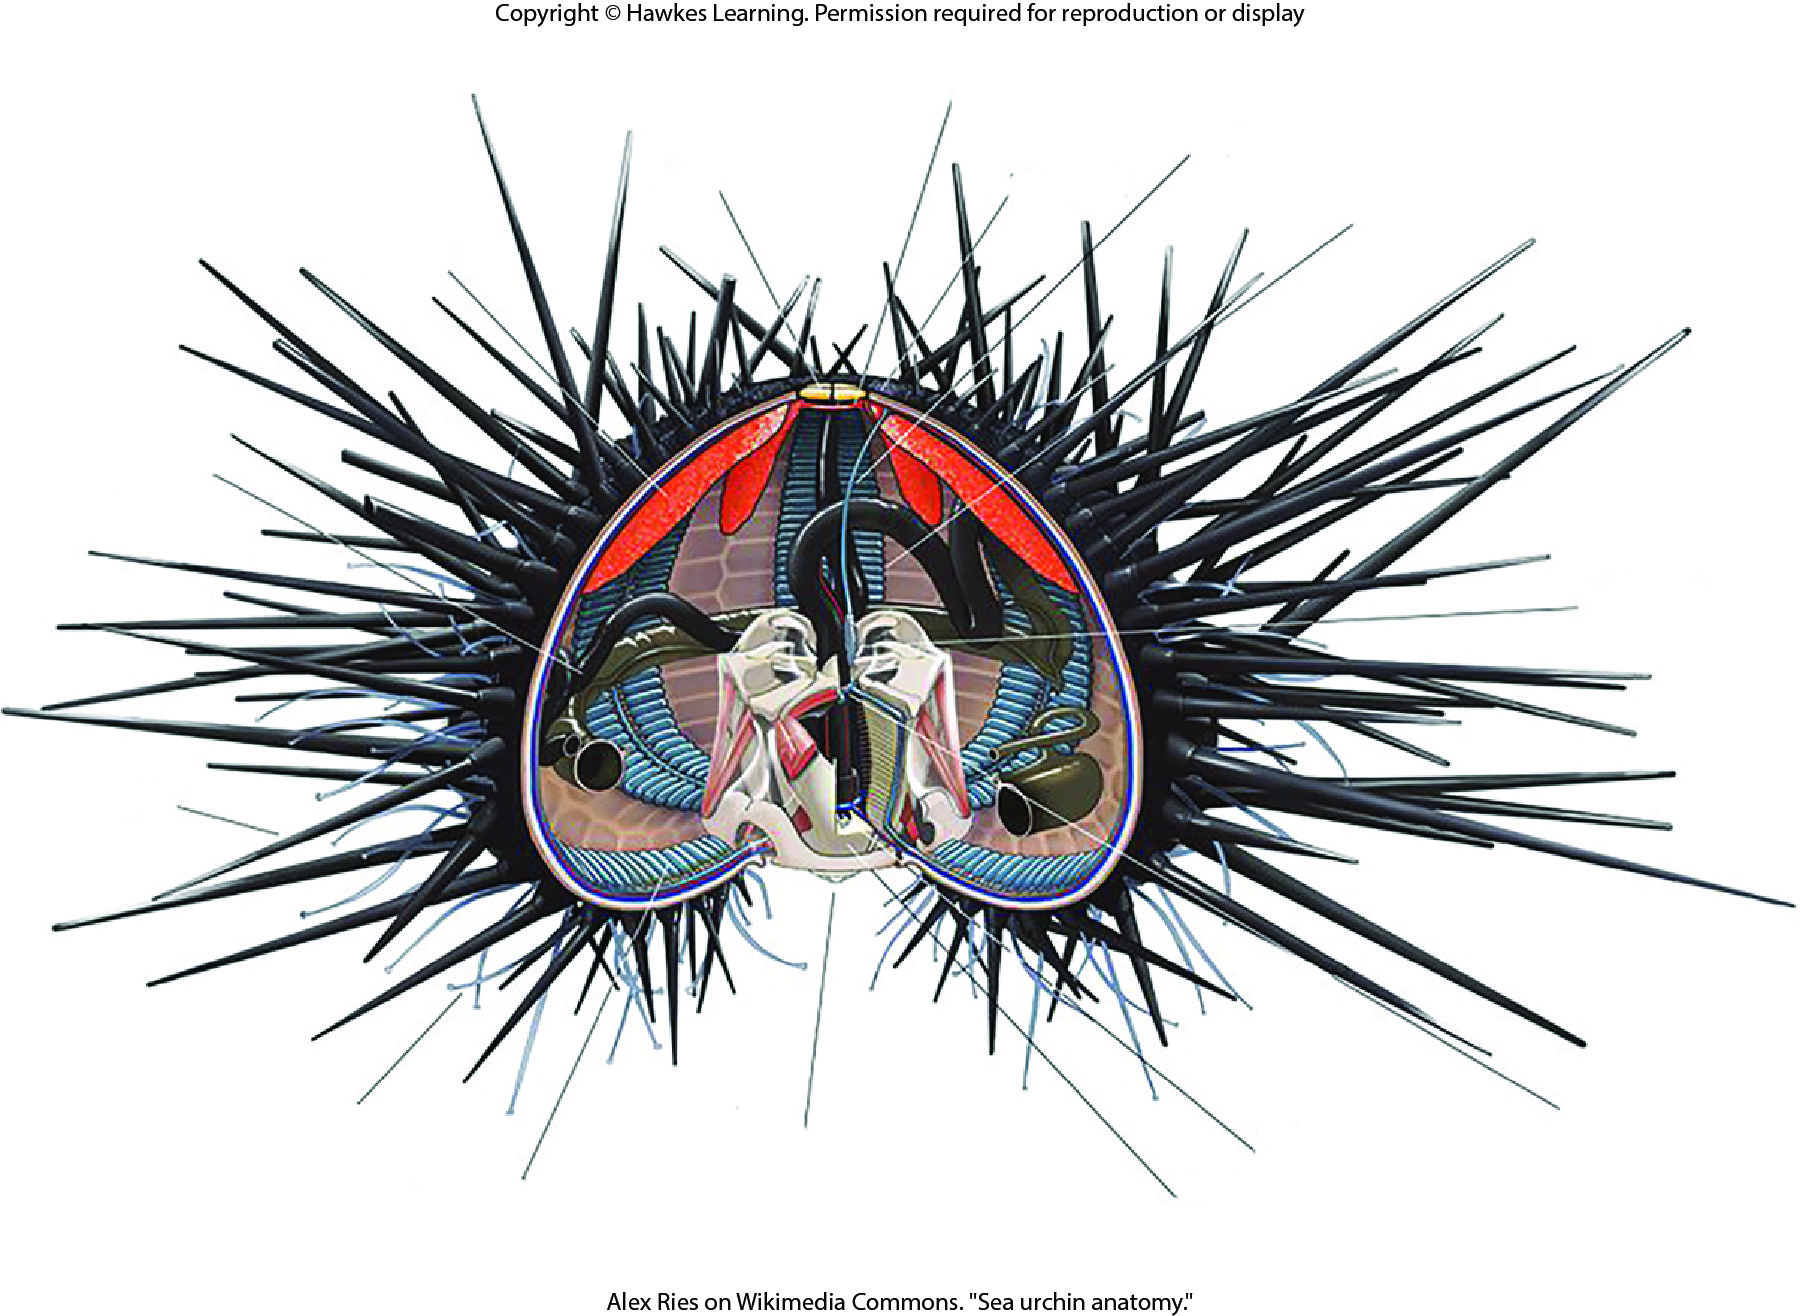 Copyright © Hawkes Learning. Permission required for reproduction or display
Alex Ries on Wikimedia Commons. "Sea urchin anatomy."